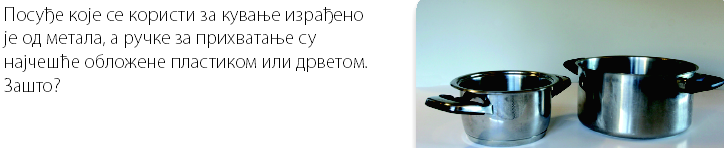 Посуђе које се користи за кување израђено
је од метала, а ручке за прихватање су
најчешће обложене пластиком или дрветом.
Зашто?